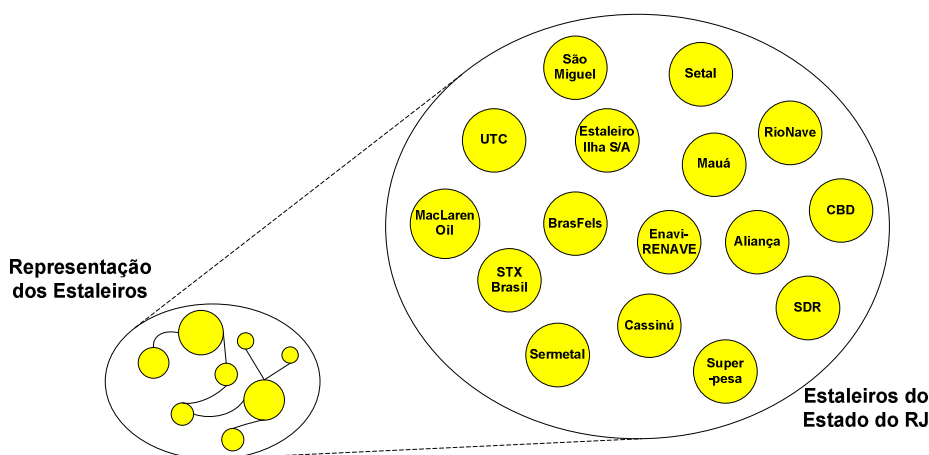 São
Miguel
Setal
UTC
Estaleiro
Ilha S/A
RioNave
Mauá
MacLaren
Oil
BrasFels
Enavi-
RENAVE
Aliança
CBD
STX
Brasil
SDR
Cassinú
Sermetal
Super
-pesa
Representação
dos Estaleiros
Estaleiros do
Estado do RJ